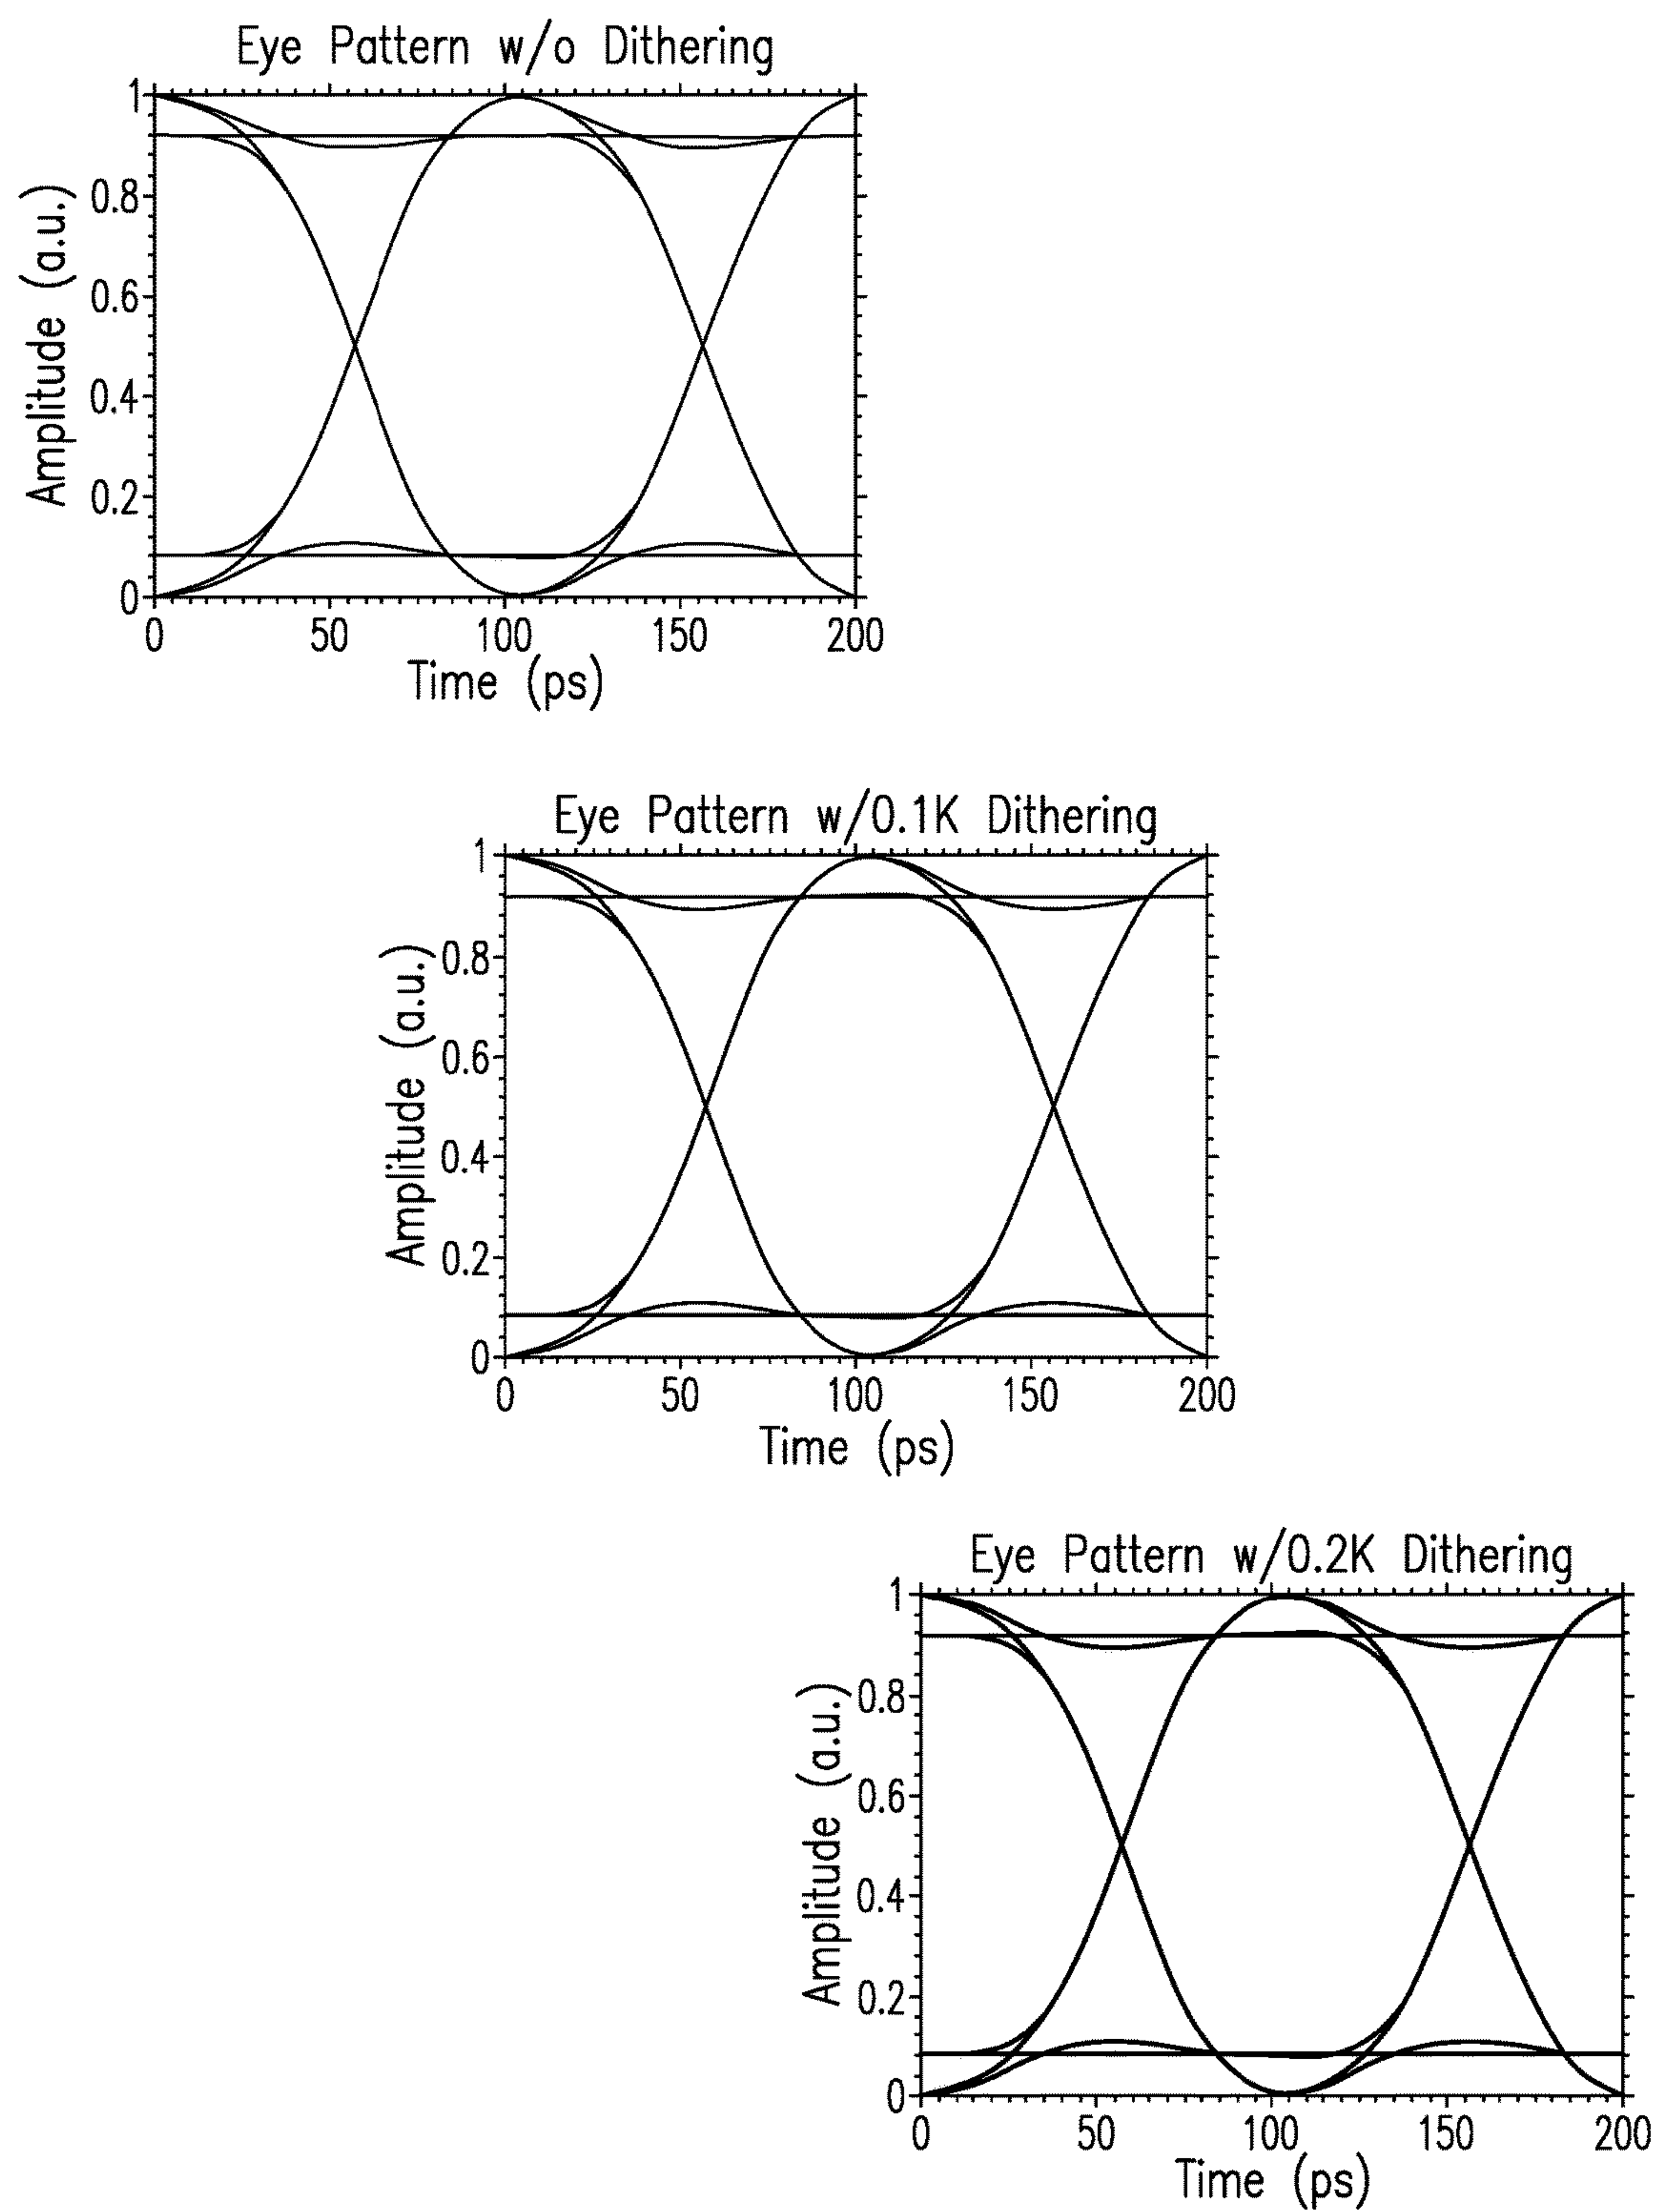 Eye Pattern w/o Dithering
1
0.8
0.6
0.4
0.2
0
Amplitude (a.u.)
0 50 100 150 200
Time (ps)
Eye Pattern w/0.1K Dithering
1
0.8
0.6
0.4
0.2
0
Amplitude (a.u.)
0 50 100 150 200
Time (ps)
Eye Pattern w/0.2K Dithering
1
0.8
0.6
0.4
0.2
0
Amplitude (a.u.)
0 50 100 150 200
Time (ps)